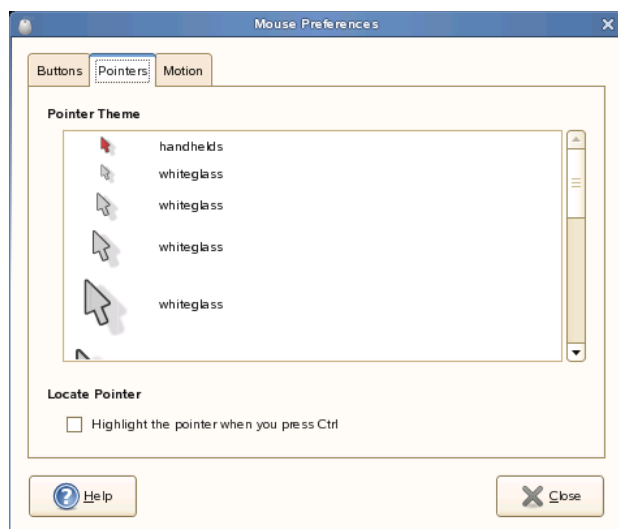 Mouse Preferences
Buttons Pointers Motion
Pointer Theme
handhelds
whiteglass
whiteglass
whiteglass
whiteglass
Locate Pointer
Highlight the pointer when you press Ctrl
Help Close